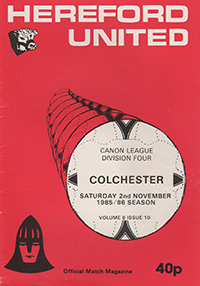 HEREFORD
UNITED
CANON LEAGUE
DIVISION FOUR
COLCHESTER
SATURDAY 2nd NOVEMBER
1985/86 SEASON
VOLUME 8 ISSUE 10
Official Match Magazine
40p